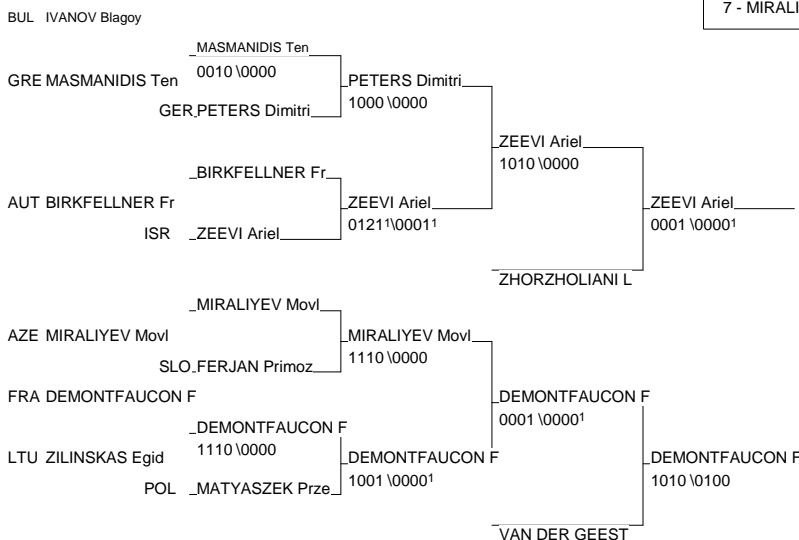 7 - MIRALI
BUL IVANOV Blagoy
MASMANIDIS Ten
0010 \0000
GRE MASMANIDIS Ten
PETERS Dimitri
1000 \0000
GER PETERS Dimitri
ZEEVI Ariel
1010 \0000
BIRKFELLNER Fr
AUT BIRKFELLNER Fr
ZEEVI Ariel
0121¹\0001¹
ZEEVI Ariel
0001 \0000¹
ISR ZEEVI Ariel
ZHORZHOLIANI L
MIRALIYEV Movl
AZE MIRALIYEV Movl
MIRALIYEV Movl
1110 \0000
SLO FERJAN Primoz
FRA DEMONTFAUCON F
DEMONTFAUCON F
0001 \0000¹
DEMONTFAUCON F
1110 \0000
LTU ZILINSKAS Egid
DEMONTFAUCON F
1001 \0000¹
DEMONTFAUCON F
1010 \0100
POL MATYASZEK Prze
VAN DER GEEST